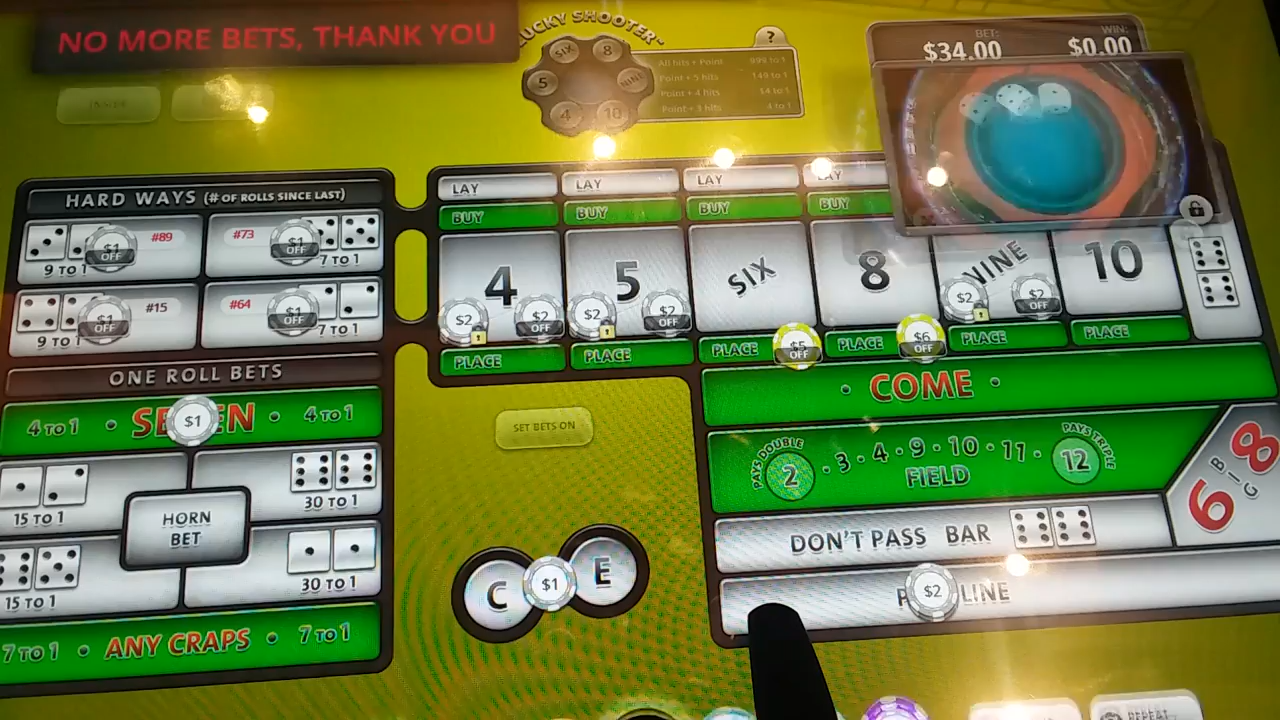 NO MORE BETS, THANK YOU
LUCKY SHOOTER™
SIX 8
5 NINE
4 10
?
All hits + Point 999 to 1
Point + 5 hits 149 to 1
Point + 4 hits 54 to 1
Point + 3 hits 4 to 1
BET: WIN:
$34.00 $0.00
INSIDE
HARD WAYS (# OF ROLLS SINCE LAST)
$1 OFF #89 #73 $1 OFF
9 TO 1 7 TO 1
$1 OFF #15 #64 $1 OFF
9 TO 1 7 TO 1
ONE ROLL BETS
4 TO 1 • SEVEN • 4 TO 1
$1
15 TO 1 30 TO 1
HORN
BET
15 TO 1 30 TO 1
7 TO 1 • ANY CRAPS • 7 TO 1
LAY LAY LAY LAY
BUY BUY BUY BUY
4 5 SIX 8 NINE 10
$2 $2 OFF $2 $2 OFF $2 $2 OFF
PLACE PLACE PLACE $5 OFF PLACE $6 OFF PLACE PLACE
• COME •
SET BETS ON
PAYS DOUBLE 2 • 3 • 4 • 9 • 10 • 11 • 12 PAYS TRIPLE
FIELD
DON'T PASS BAR
6 BIG 8
C $1 E
$2 LINE
REPEAT